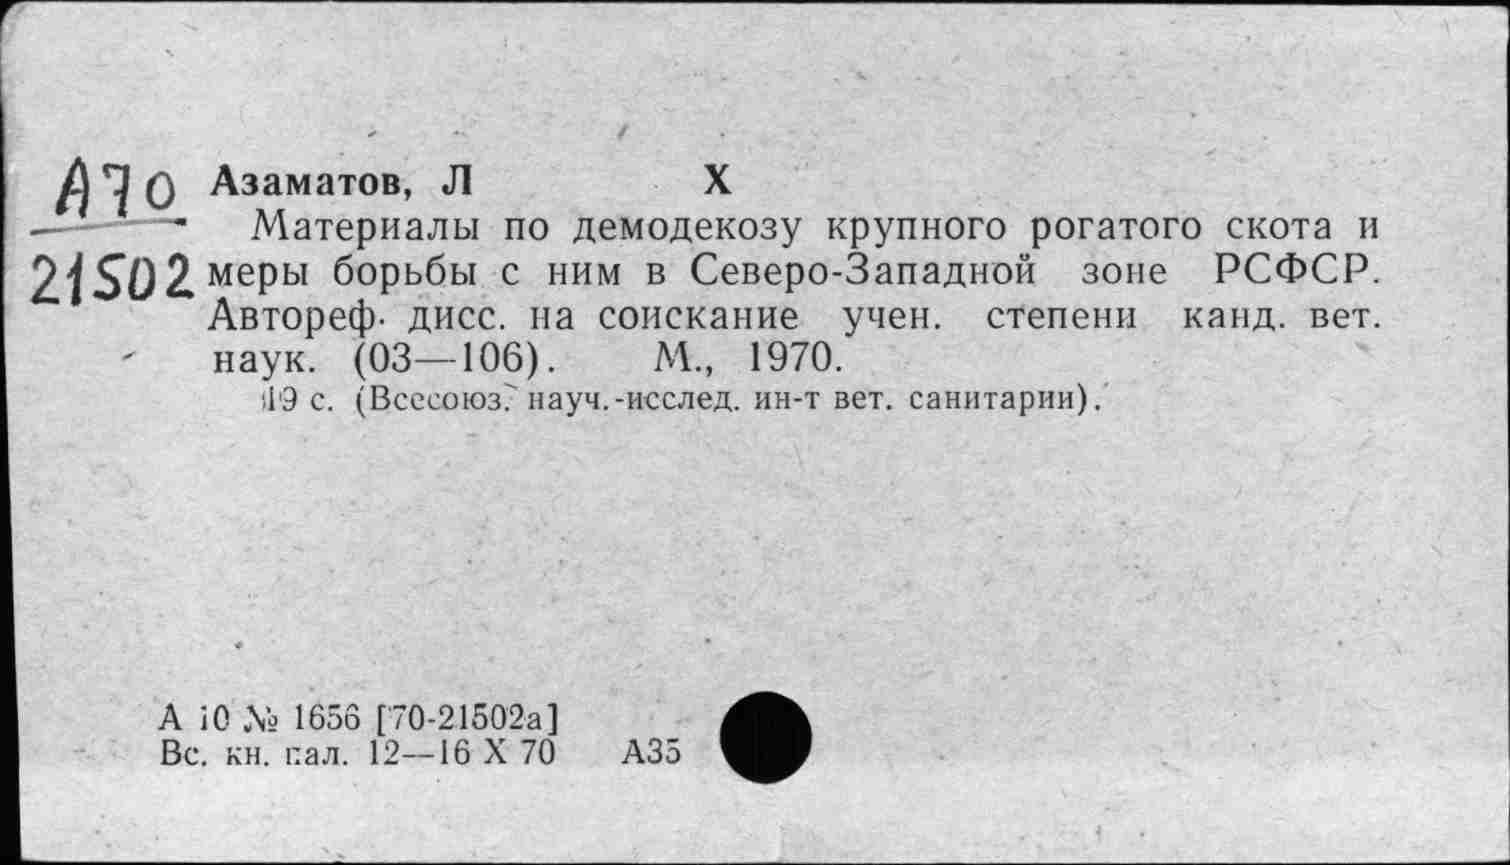 А70 Азаматов, Л Х
Материалы по демодекозу крупного рогатого скота и
21502 меры борьбы с ним в Северо-Западной зоне РСФСР.
Автореф. дисс. на соискание учен. степени канд. вет.
наук. (03—106). М., 1970.
19 с. (Всесоюз. науч.-исслед. ин-т вет. санитарии).
А 10 № 1656 [70-21502а]
Вс. кн. пал. 12—16 X 70 А35